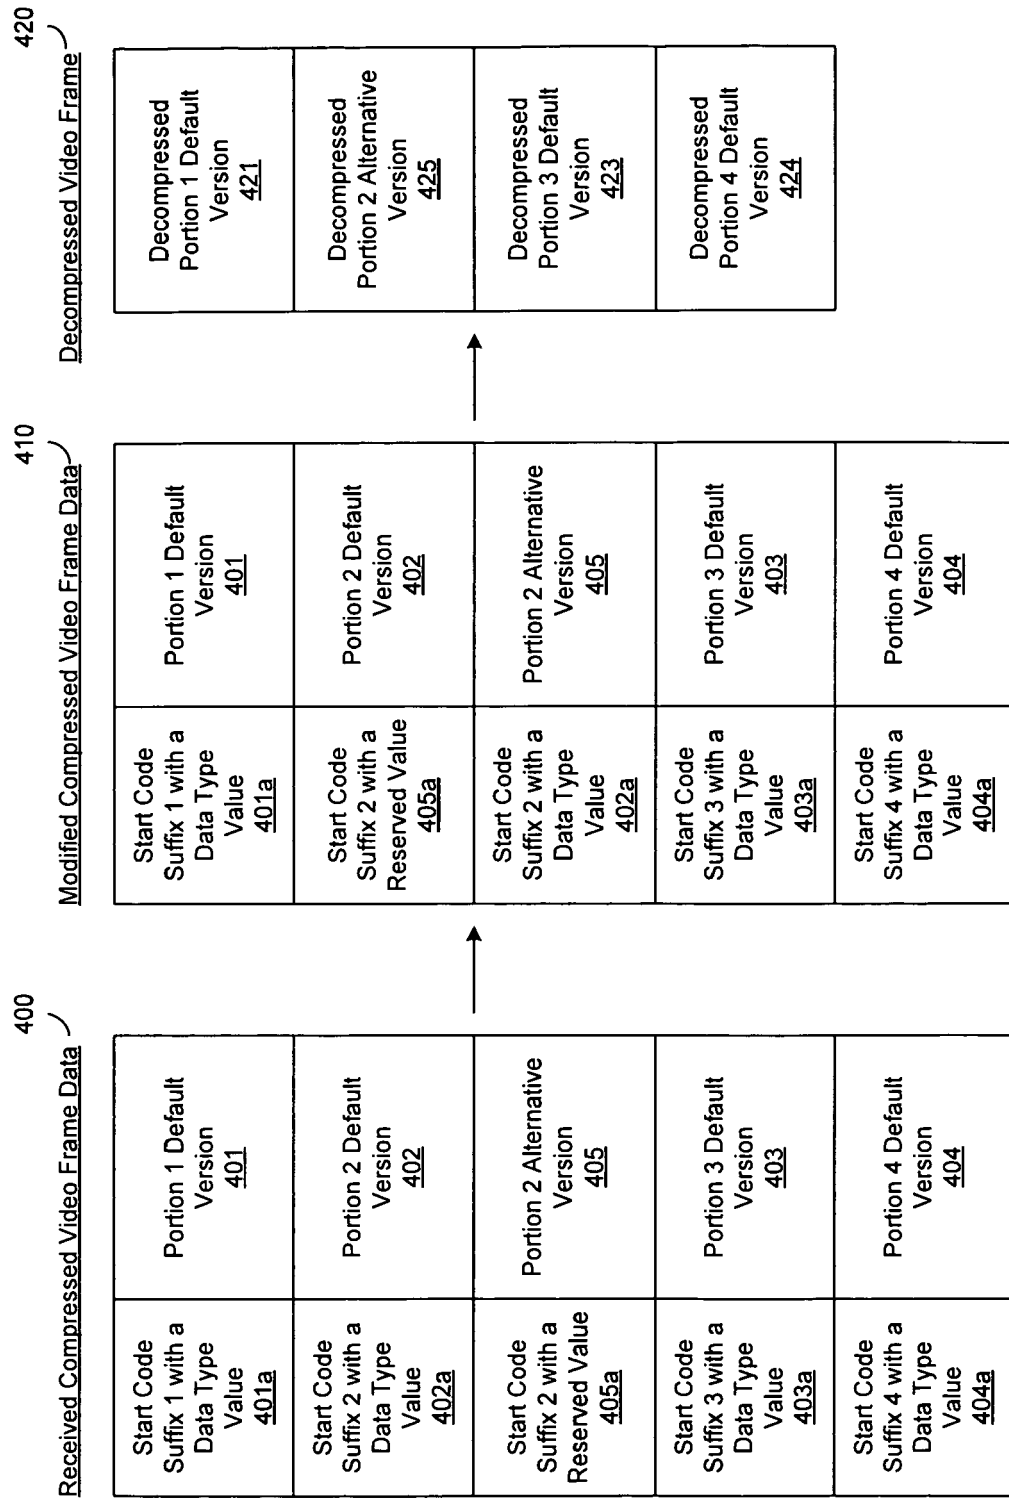 Received Compressed Video Frame Data
400
Start Code
Suffix 1 with a
Data Type
Value
401a
Portion 1 Default
Version
401
Start Code
Suffix 2 with a
Data Type
Value
402a
Portion 2 Default
Version
402
Start Code
Suffix 2 with a
Reserved Value
405a
Portion 2 Alternative
Version
405
Start Code
Suffix 3 with a
Data Type
Value
403a
Portion 3 Default
Version
403
Start Code
Suffix 4 with a
Data Type
Value
404a
Portion 4 Default
Version
404
Modified Compressed Video Frame Data
410
Start Code
Suffix 1 with a
Data Type
Value
401a
Portion 1 Default
Version
401
Start Code
Suffix 2 with a
Reserved Value
405a
Portion 2 Default
Version
402
Start Code
Suffix 2 with a
Data Type
Value
402a
Portion 2 Alternative
Version
405
Start Code
Suffix 3 with a
Data Type
Value
403a
Portion 3 Default
Version
403
Start Code
Suffix 4 with a
Data Type
Value
404a
Portion 4 Default
Version
404
Decompressed Video Frame
420
Decompressed
Portion 1 Default
Version
421
Decompressed
Portion 2 Alternative
Version
425
Decompressed
Portion 3 Default
Version
423
Decompressed
Portion 4 Default
Version
424